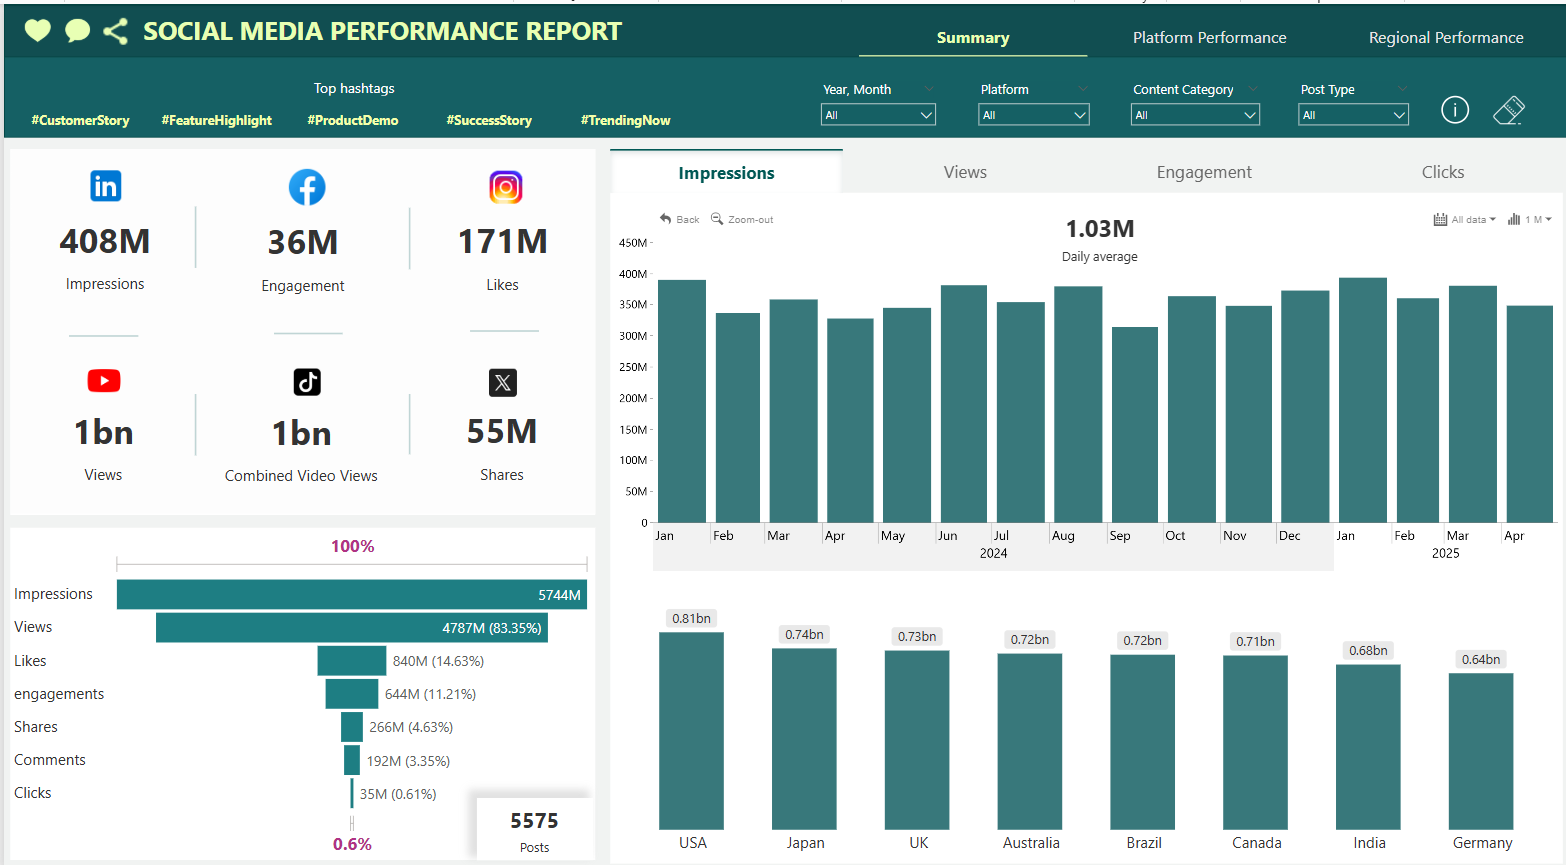 SOCIAL MEDIA PERFORMANCE REPORT
Summary
Platform Performance
Regional Performance
Top hashtags
#CustomerStory #FeatureHighlight #ProductDemo #SuccessStory #TrendingNow
Year, Month
All
Platform
All
Content Category
All
Post Type
All
i
in
408M
Impressions
f
36M
Engagement
171M
Likes
1bn
Views
1bn
Combined Video Views
X
55M
Shares
100%
Impressions 5744M
Views 4787M (83.35%)
Likes 840M (14.63%)
engagements 644M (11.21%)
Shares 266M (4.63%)
Comments 192M (3.35%)
Clicks 35M (0.61%)
0.6%
5575
Posts
Impressions Views Engagement Clicks
Back Zoom-out
1.03M
Daily average
All data 1 M
450M
400M
350M
300M
250M
200M
150M
100M
50M
0
Jan Feb Mar Apr May Jun Jul Aug Sep Oct Nov Dec Jan Feb Mar Apr
2024 2025
0.81bn 0.74bn 0.73bn 0.72bn 0.72bn 0.71bn 0.68bn 0.64bn
USA Japan UK Australia Brazil Canada India Germany